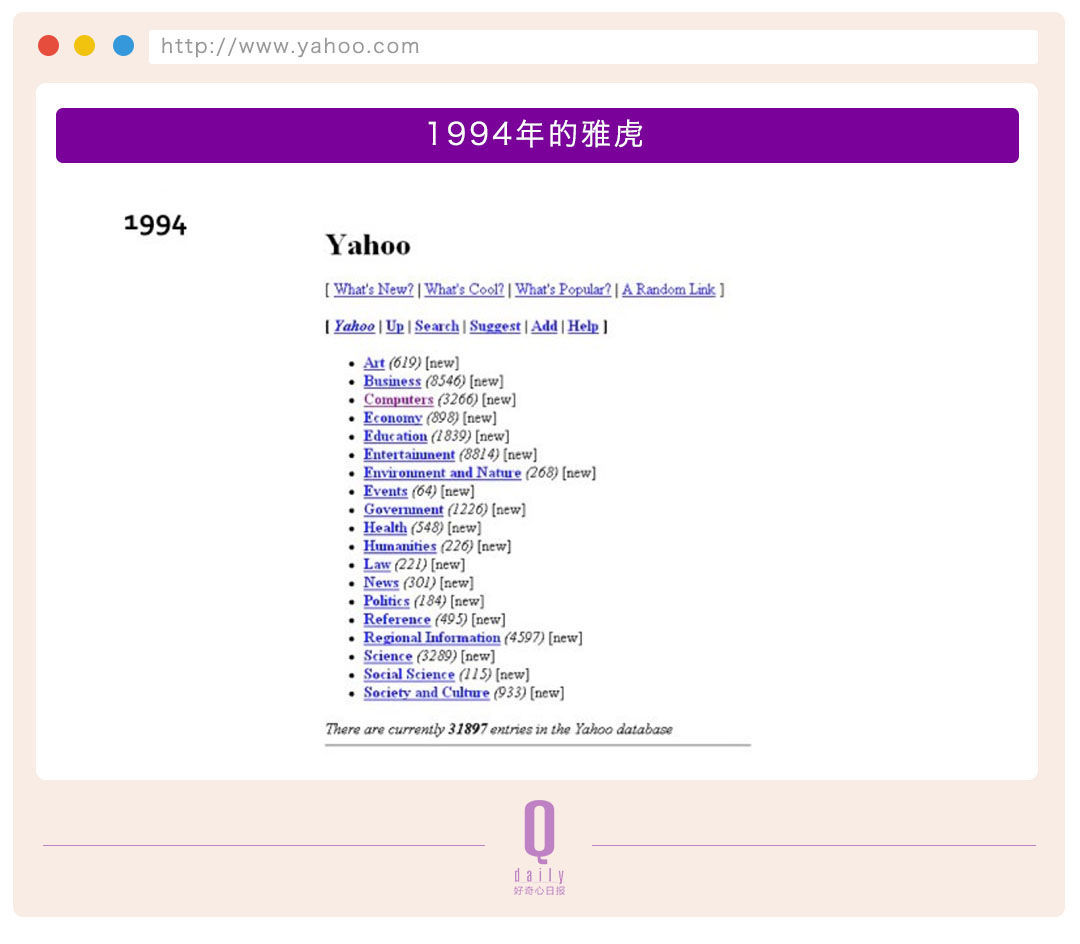 http://www.yahoo.com
1994年的雅虎
1994
Yahoo
[ What's New? | What's Cool? | What's Popular? | A Random Link ]
[ Yahoo | Up | Search | Suggest | Add | Help ]
• Art (619) [new]
• Business (8546) [new]
• Computers (3266) [new]
• Economy (898) [new]
• Education (1839) [new]
• Entertainment (8814) [new]
• Environment and Nature (268) [new]
• Events (64) [new]
• Government (1226) [new]
• Health (548) [new]
• Humanities (226) [new]
• Law (221) [new]
• News (301) [new]
• Politics (184) [new]
• Reference (495) [new]
• Regional Information (4597) [new]
• Science (3289) [new]
• Social Science (115) [new]
• Society and Culture (933) [new]
There are currently 31897 entries in the Yahoo database
Q
daily
好奇心日报